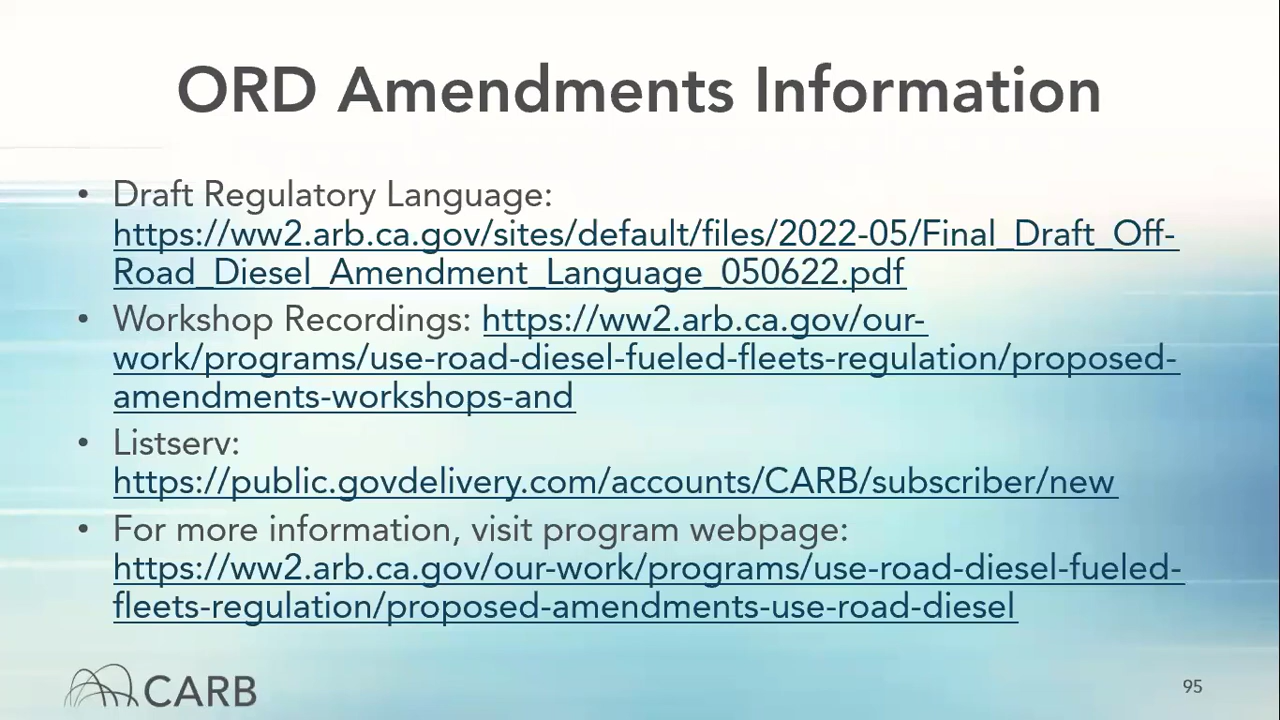 ORD Amendments Information
• Draft Regulatory Language:
https://ww2.arb.ca.gov/sites/default/files/2022-05/Final_Draft_Off-
Road_Diesel_Amendment_Language_050622.pdf
• Workshop Recordings: https://ww2.arb.ca.gov/our-
work/programs/use-road-diesel-fueled-fleets-regulation/proposed-
amendments-workshops-and
• Listserv:
https://public.govdelivery.com/accounts/CARB/subscriber/new
• For more information, visit program webpage:
https://ww2.arb.ca.gov/our-work/programs/use-road-diesel-fueled-
fleets-regulation/proposed-amendments-use-road-diesel
CARB
95